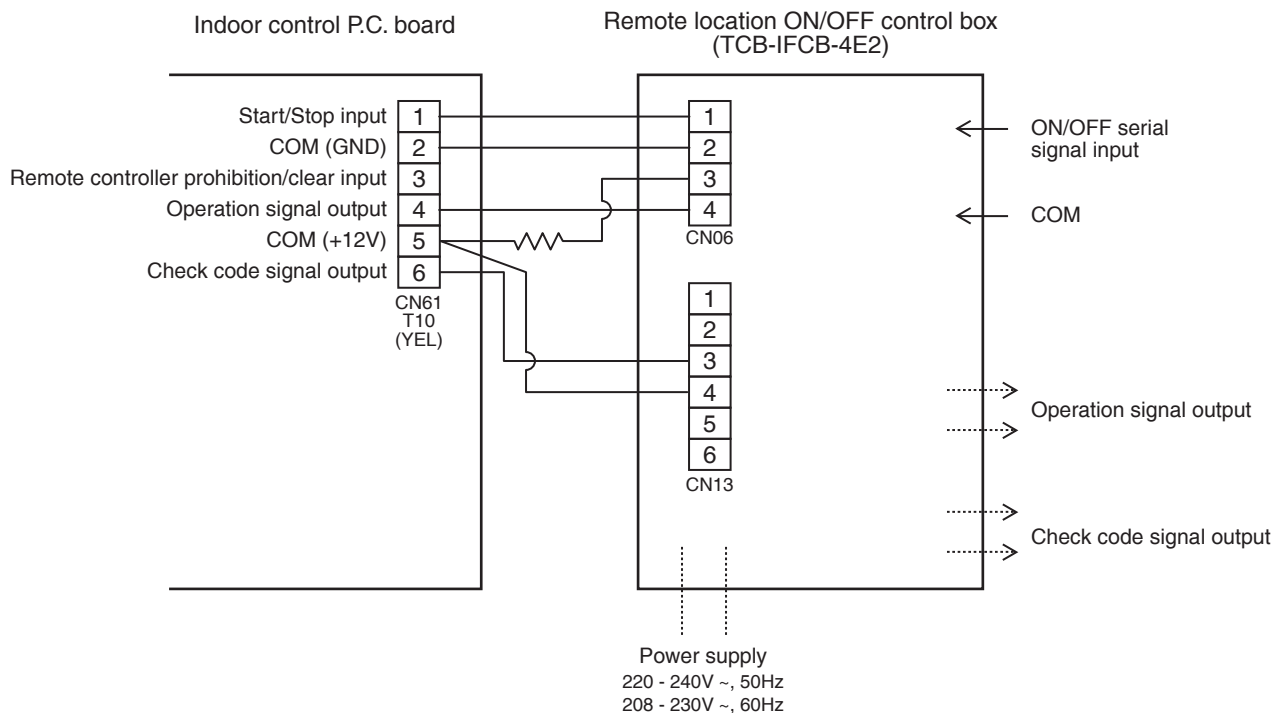 Indoor control P.C. board
Remote location ON/OFF control box
(TCB-IFCB-4E2)
Start/Stop input
COM (GND)
Remote controller prohibition/clear input
Operation signal output
COM (+12V)
Check code signal output
1
2
3
4
5
6
CN61
T10
(YEL)
1
2
3
4
CN06
1
2
3
4
5
6
CN13
ON/OFF serial
signal input
COM
Operation signal output
Check code signal output
Power supply
220 - 240V ~, 50Hz
208 - 230V ~, 60Hz